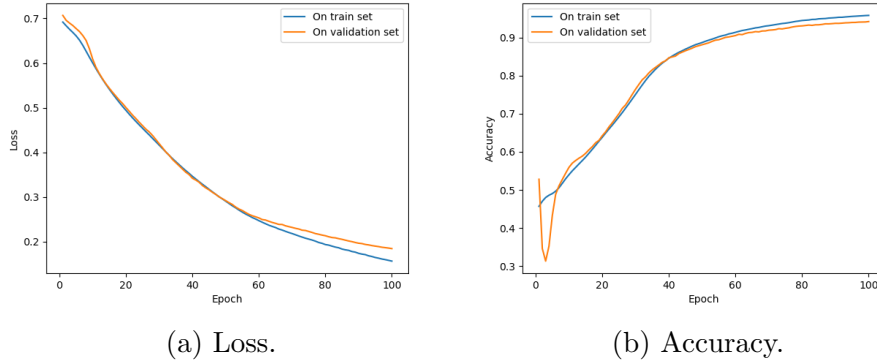 0.7
0.6
0.5
0.4
0.3
0.2
Loss
0
20
40
60
80
100
Epoch
On train set
On validation set
(a) Loss.
0.9
0.8
0.7
0.6
0.5
0.4
0.3
Accuracy
0
20
40
60
80
100
Epoch
On train set
On validation set
(b) Accuracy.